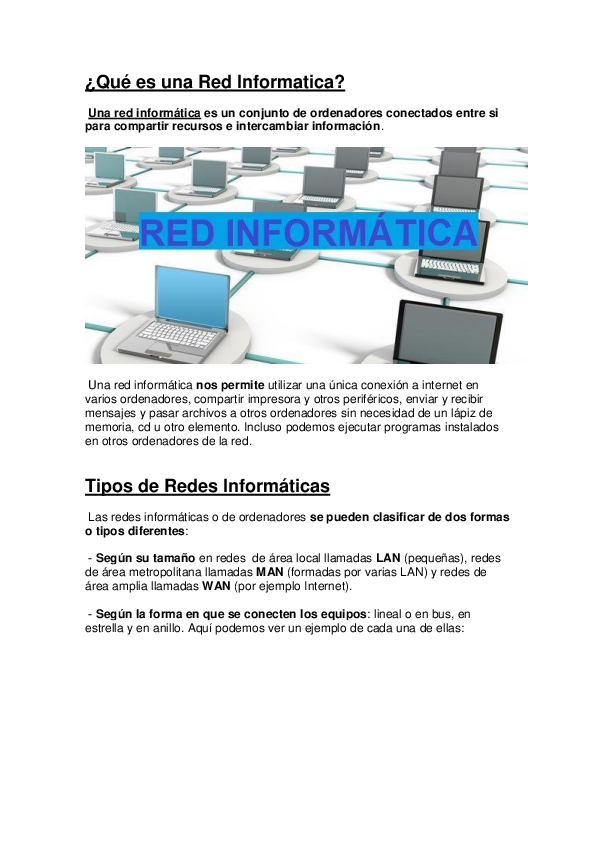 ¿Qué es una Red Informatica?
Una red informática es un conjunto de ordenadores conectados entre si
para compartir recursos e intercambiar información.
RED INFORMÁTICA
Una red informática nos permite utilizar una única conexión a internet en
varios ordenadores, compartir impresora y otros periféricos, enviar y recibir
mensajes y pasar archivos a otros ordenadores sin necesidad de un lápiz de
memoria, cd u otro elemento. Incluso podemos ejecutar programas instalados
en otros ordenadores de la red.
Tipos de Redes Informáticas
Las redes informáticas o de ordenadores se pueden clasificar de dos formas
o tipos diferentes:
- Según su tamaño en redes  de área local llamadas LAN (pequeñas), redes
de área metropolitana llamadas MAN (formadas por varias LAN) y redes de
área amplia llamadas WAN (por ejemplo Internet).
- Según la forma en que se conecten los equipos: lineal o en bus, en
estrella y en anillo. Aquí podemos ver un ejemplo de cada una de ellas: